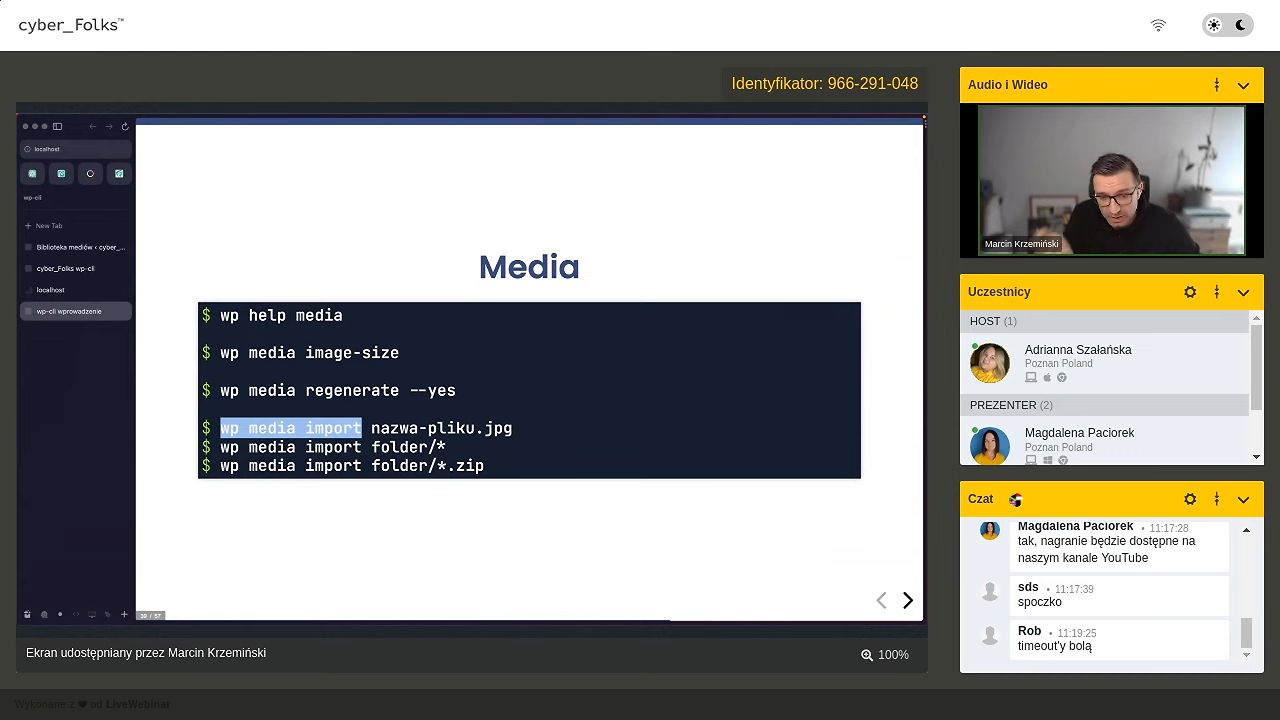 cyber_Folks™
Identyfikator: 966-291-048
localhost
wp-cli
New Tab
Biblioteka mediów ‹ cyber_...
cyber_Folks wp-cli
localhost
wp-cli wprowadzenie
Media
$ wp help media
$ wp media image-size
$ wp media regenerate --yes
$ wp media import nazwa-pliku.jpg
$ wp media import folder/*
$ wp media import folder/*.zip
39 / 57
Ekran udostępniany przez Marcin Krzemiński
100%
Wykonane z ❤ od LiveWebinar
Audio i Wideo
Marcin Krzemiński
Uczestnicy
HOST (1)
Adrianna Szałańska
Poznan Poland
PREZENTER (2)
Magdalena Paciorek
Poznan Poland
Czat
Magdalena Paciorek • 11:17:28
tak, nagranie będzie dostępne na
naszym kanale YouTube
sds • 11:17:39
spoczko
Rob • 11:19:25
timeout'y bolą